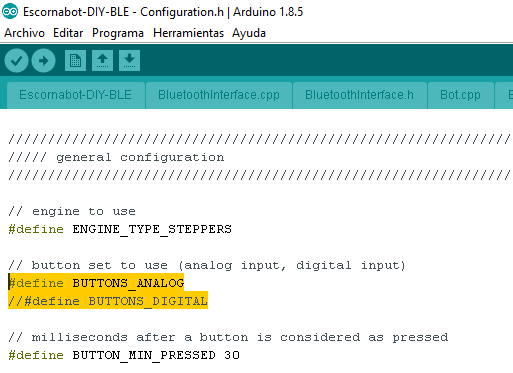 Escornabot-DIY-BLE - Configuration.h | Arduino 1.8.5
Archivo Editar Programa Herramientas Ayuda
Escornabot-DIY-BLE BluetoothInterface.cpp BluetoothInterface.h Bot.cpp
///////////////////////////////////////////////////////////////
///// general configuration
///////////////////////////////////////////////////////////////
// engine to use
#define ENGINE_TYPE_STEPPERS
// button set to use (analog input, digital input)
#define BUTTONS_ANALOG
//#define BUTTONS_DIGITAL
// milliseconds after a button is considered as pressed
#define BUTTON_MIN_PRESSED 30